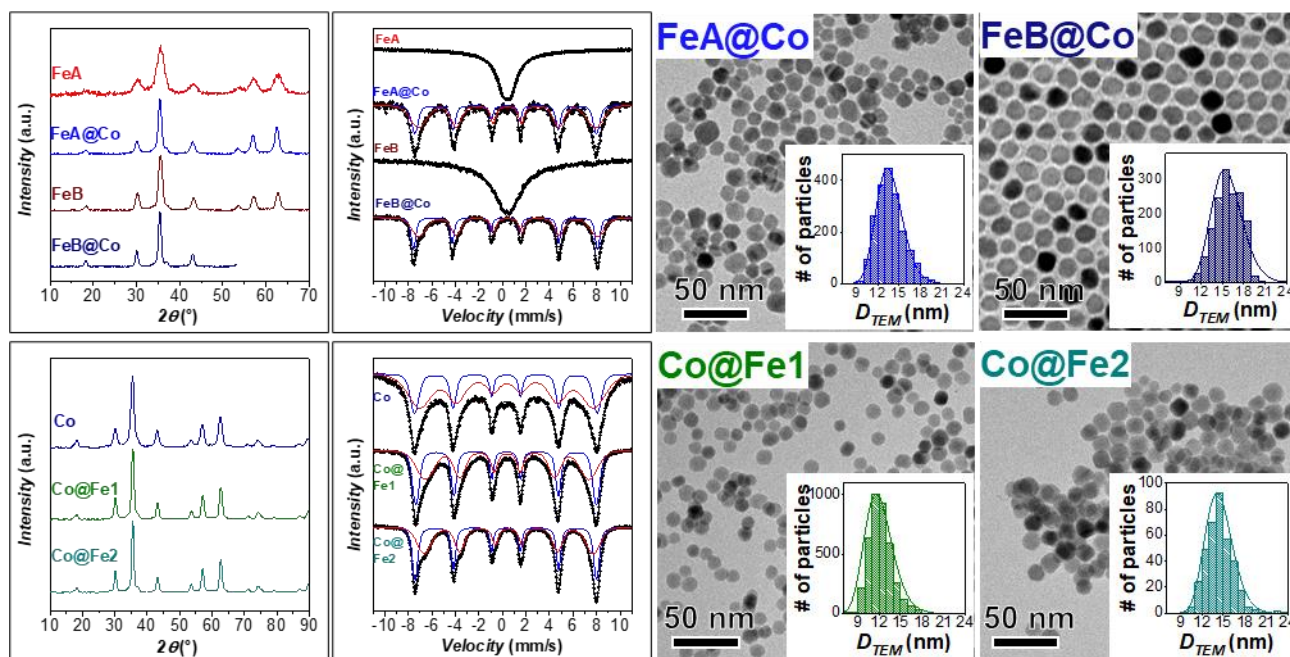 Intensity (a.u.)
FeA
FeA@Co
FeB
FeB@Co
10 20 30 40 50 60 70
2θ(°)
Intensity (a.u.)
FeA
FeA@Co
FeB
FeB@Co
-10 -8 -6 -4 -2 0 2 4 6 8 10
Velocity (mm/s)
FeA@Co
50 nm
# of particles
400
200
0
9 12 15 18 21 24
D_TEM (nm)
FeB@Co
50 nm
# of particles
300
200
100
0
9 12 15 18 21 24
D_TEM (nm)
Intensity (a.u.)
Co
Co@Fe1
Co@Fe2
10 20 30 40 50 60 70 80 90
2θ(°)
Intensity (a.u.)
Co
Co@
Fe1
Co@
Fe2
-10 -8 -6 -4 -2 0 2 4 6 8 10
Velocity (mm/s)
Co@Fe1
50 nm
# of particles
1000
500
0
9 12 15 18 21 24
D_TEM (nm)
Co@Fe2
50 nm
# of particles
100
80
60
40
20
0
9 12 15 18 21 24
D_TEM (nm)